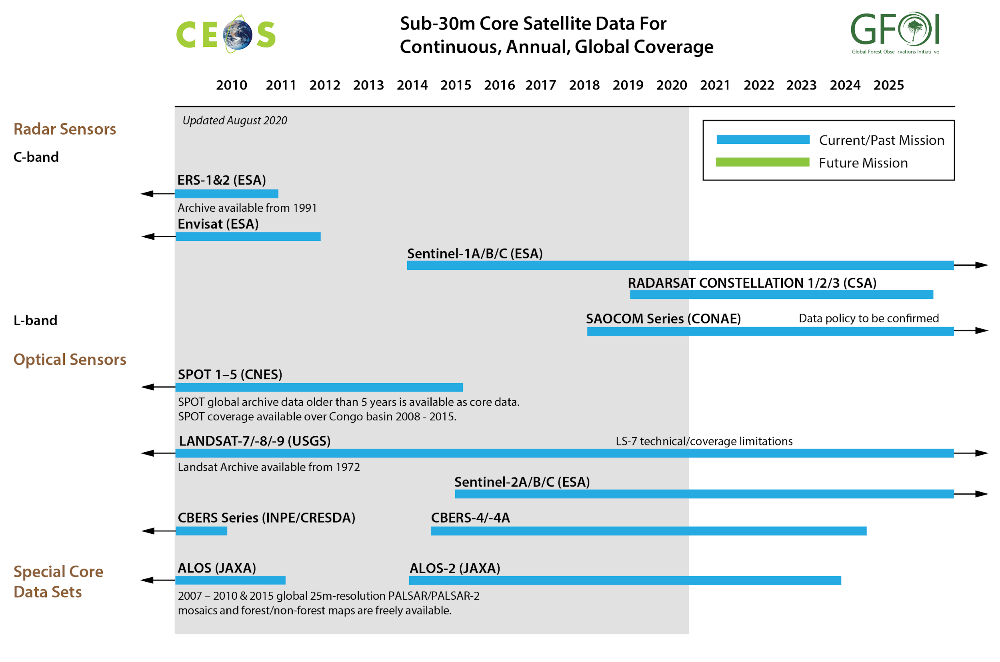 CEOS
Sub-30m Core Satellite Data For
Continuous, Annual, Global Coverage
GFOI
Global Forest Obse rvations Initiati ve
2010 2011 2012 2013 2014 2015 2016 2017 2018 2019 2020 2021 2022 2023 2024 2025
Updated August 2020
Current/Past Mission
Future Mission
Radar Sensors
C-band
ERS-1&2 (ESA)
Archive available from 1991
Envisat (ESA)
Sentinel-1A/B/C (ESA)
RADARSAT CONSTELLATION 1/2/3 (CSA)
L-band
SAOCOM Series (CONAE)
Data policy to be confirmed
Optical Sensors
SPOT 1–5 (CNES)
SPOT global archive data older than 5 years is available as core data.
SPOT coverage available over Congo basin 2008 - 2015.
LANDSAT-7/-8/-9 (USGS)
LS-7 technical/coverage limitations
Landsat Archive available from 1972
Sentinel-2A/B/C (ESA)
CBERS Series (INPE/CRESDA)
CBERS-4/-4A
Special Core
Data Sets
ALOS (JAXA)
ALOS-2 (JAXA)
2007 – 2010 & 2015 global 25m-resolution PALSAR/PALSAR-2
mosaics and forest/non-forest maps are freely available.